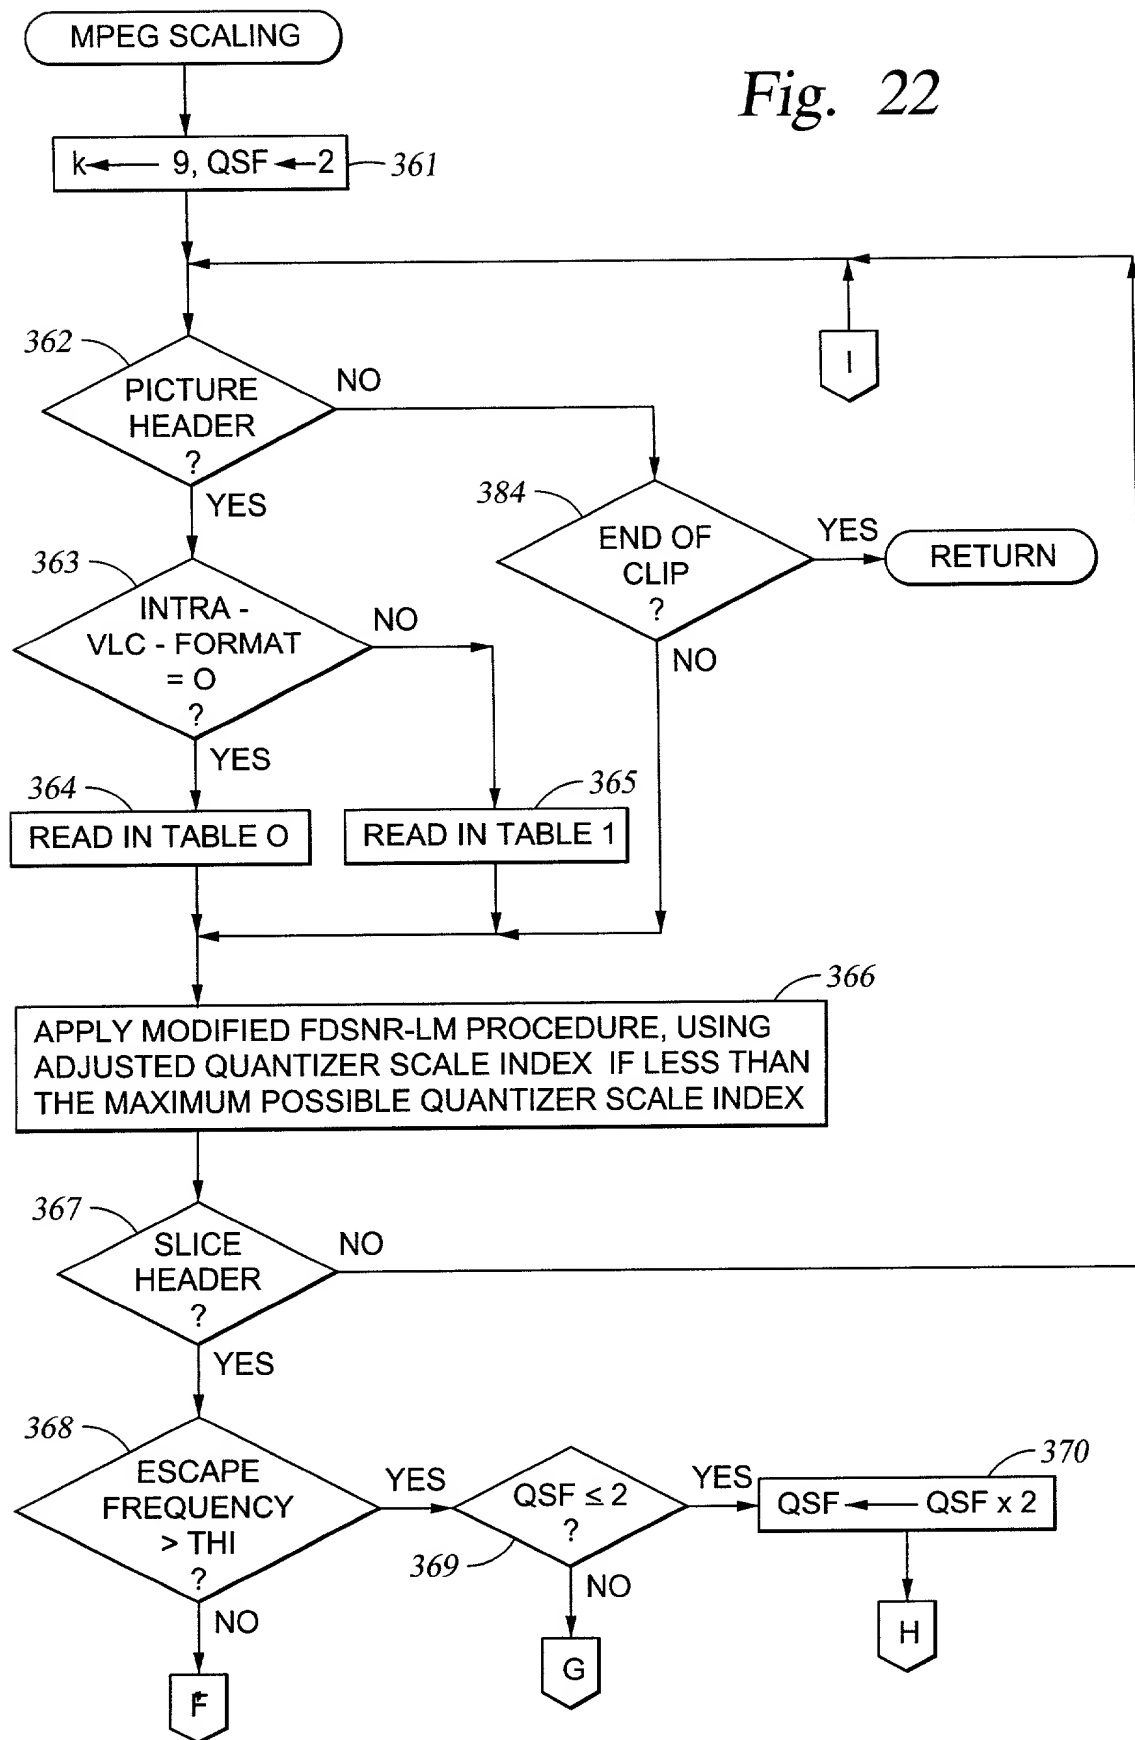 MPEG SCALING
Fig. 22
k← 9, QSF ←2
361
I
362
PICTURE
HEADER
?
NO
YES
384
END OF
CLIP
?
YES
RETURN
NO
363
INTRA -
VLC - FORMAT
= O
?
NO
YES
364
READ IN TABLE O
365
READ IN TABLE 1
366
APPLY MODIFIED FDSNR-LM PROCEDURE, USING
ADJUSTED QUANTIZER SCALE INDEX IF LESS THAN
THE MAXIMUM POSSIBLE QUANTIZER SCALE INDEX
367
SLICE
HEADER
?
NO
YES
368
ESCAPE
FREQUENCY
> THI
?
YES
NO
F
369
QSF ≤ 2
?
YES
NO
G
370
QSF ← QSF x 2
H